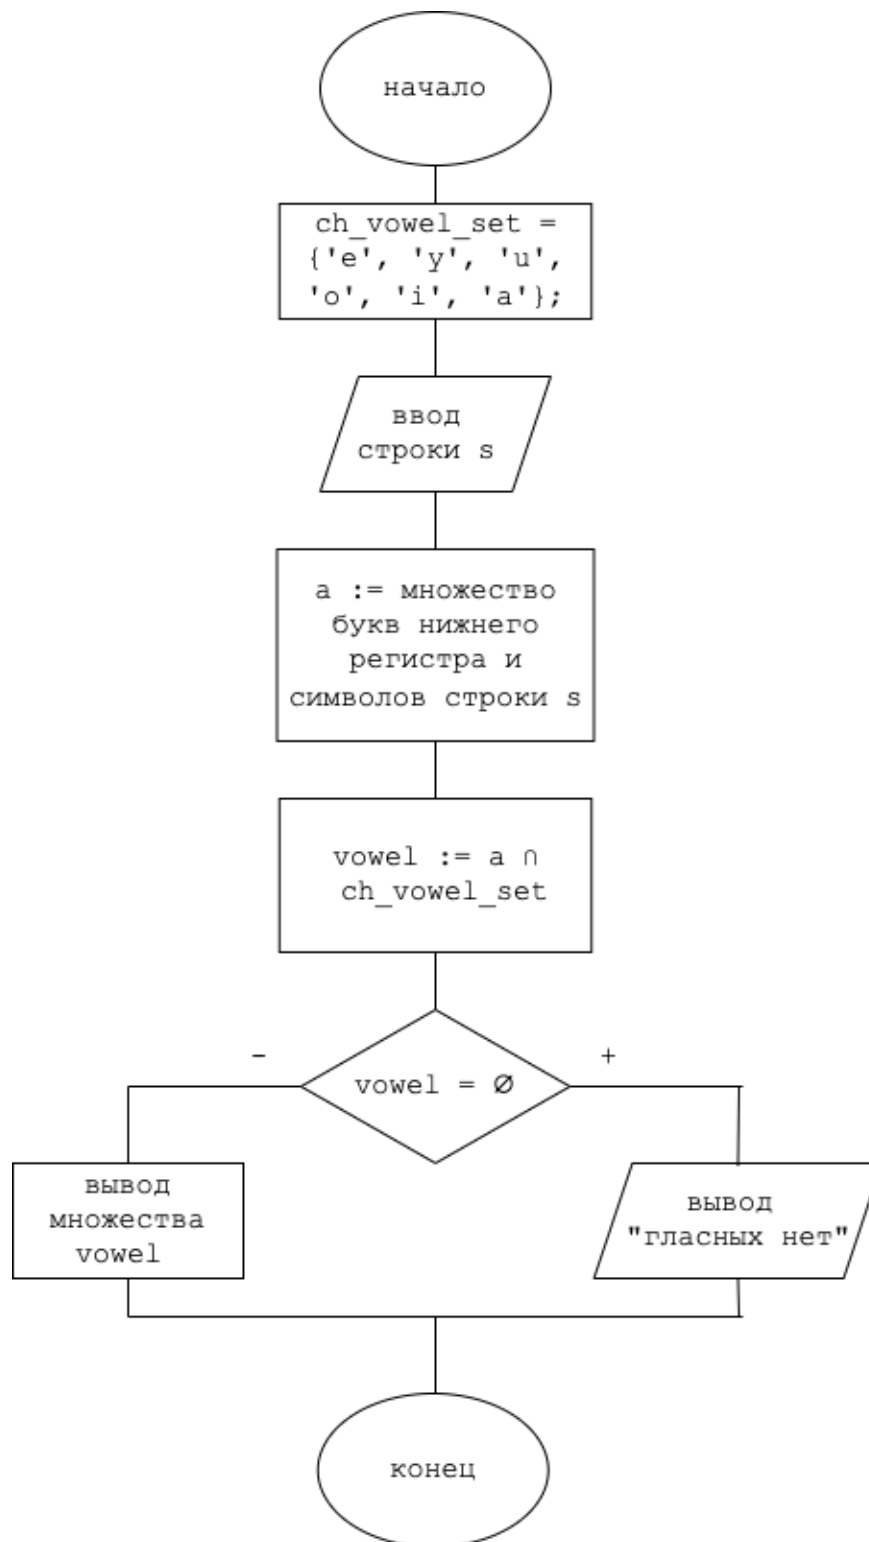 начало
ch_vowel_set =
{'e', 'y', 'u',
'o', 'i', 'a'};
ввод
строки s
a := множество
букв нижнего
регистра и
символов строки s
vowel := a ∩
ch_vowel_set
-
+
vowel = ∅
вывод
множества
vowel
вывод
"гласных нет"
конец